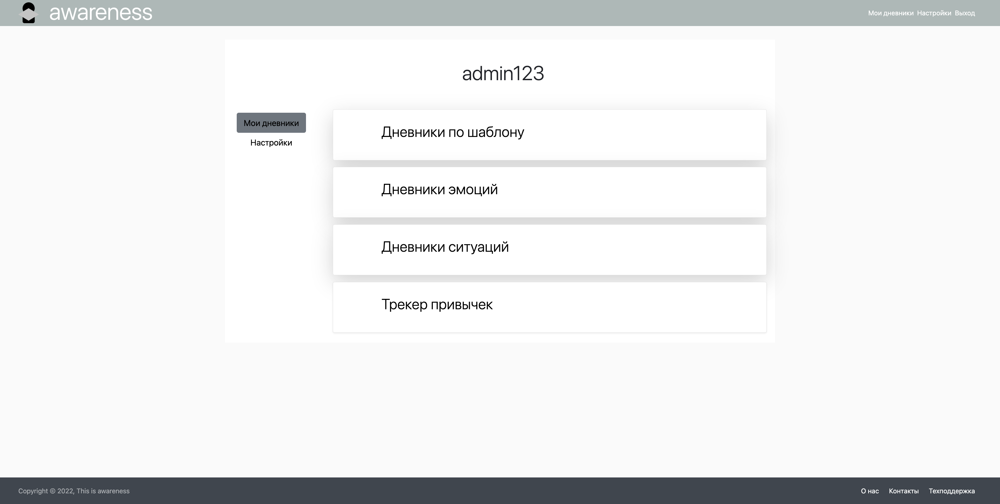 awareness
Мои дневники Настройки Выход
admin123
Мои дневники
Настройки
Дневники по шаблону
Дневники эмоций
Дневники ситуаций
Трекер привычек
Copyright © 2022, This is awareness
О нас Контакты Техподдержка